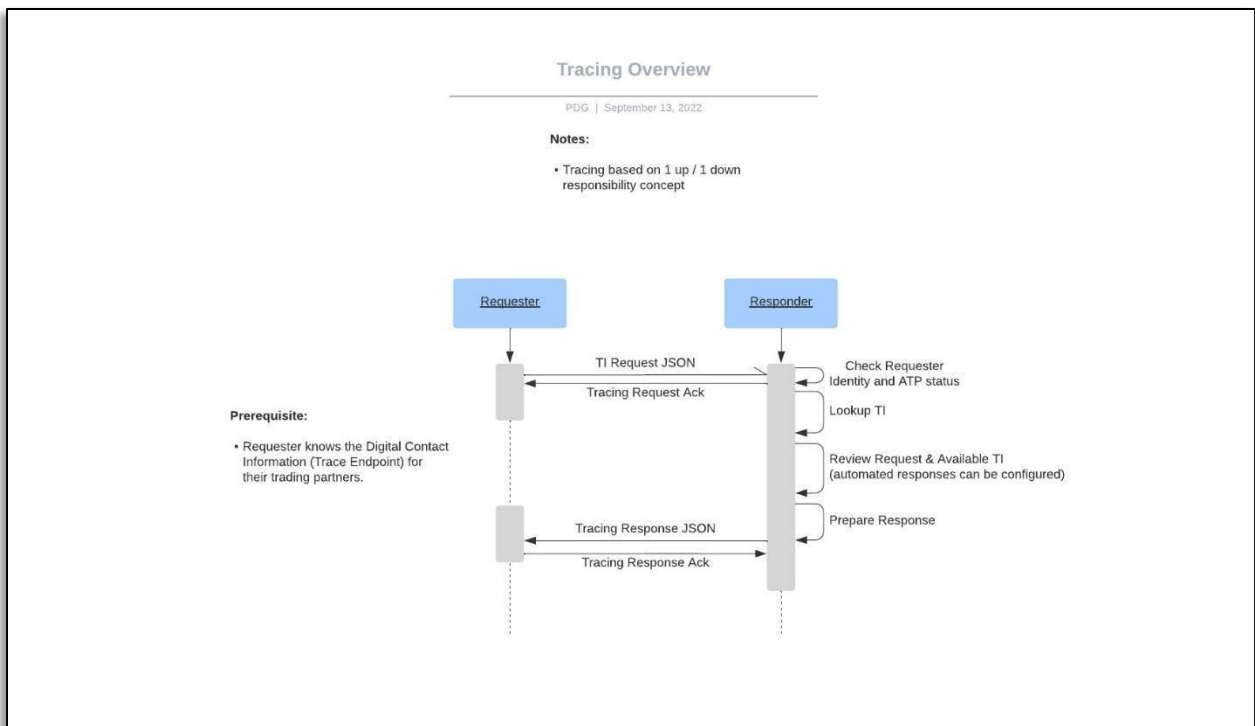 Tracing Overview
PDG | September 13, 2022
Notes:
• Tracing based on 1 up / 1 down
responsibility concept
Requester
Responder
TI Request JSON
Check Requester
Identity and ATP status
Tracing Request Ack
Lookup TI
Prerequisite:
• Requester knows the Digital Contact
Information (Trace Endpoint) for
their trading partners.
Review Request & Available TI
(automated responses can be configured)
Prepare Response
Tracing Response JSON
Tracing Response Ack